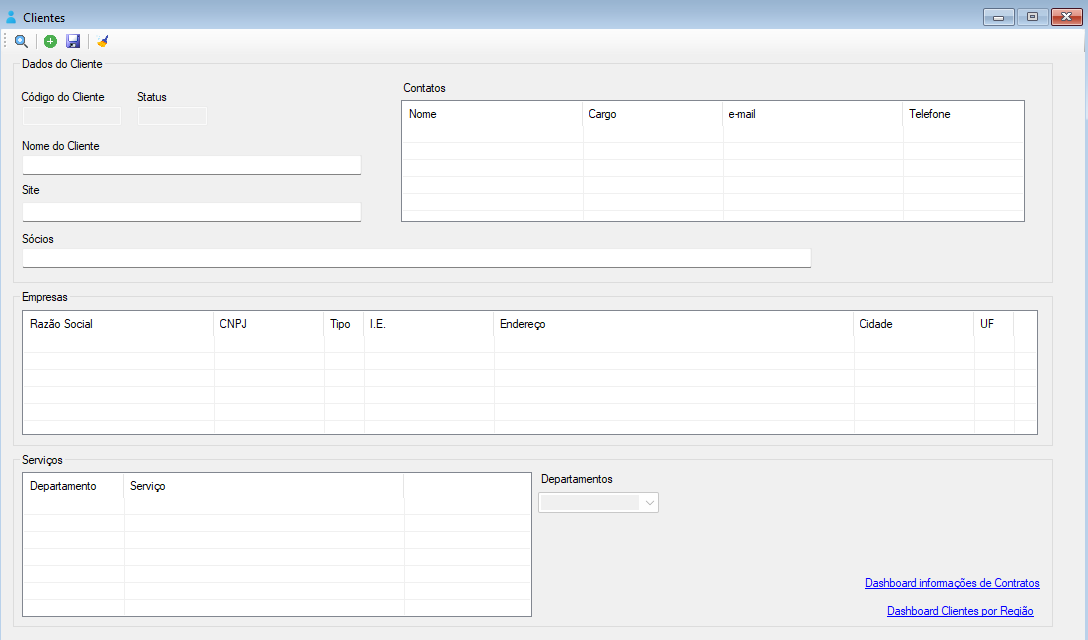 Clientes
Dados do Cliente
Código do Cliente
Status
Nome do Cliente
Site
Sócios
Contatos
Nome Cargo e-mail Telefone
Empresas
Razão Social CNPJ Tipo I.E. Endereço Cidade UF
Serviços
Departamento Serviço
Departamentos
Dashboard informações de Contratos
Dashboard Clientes por Região